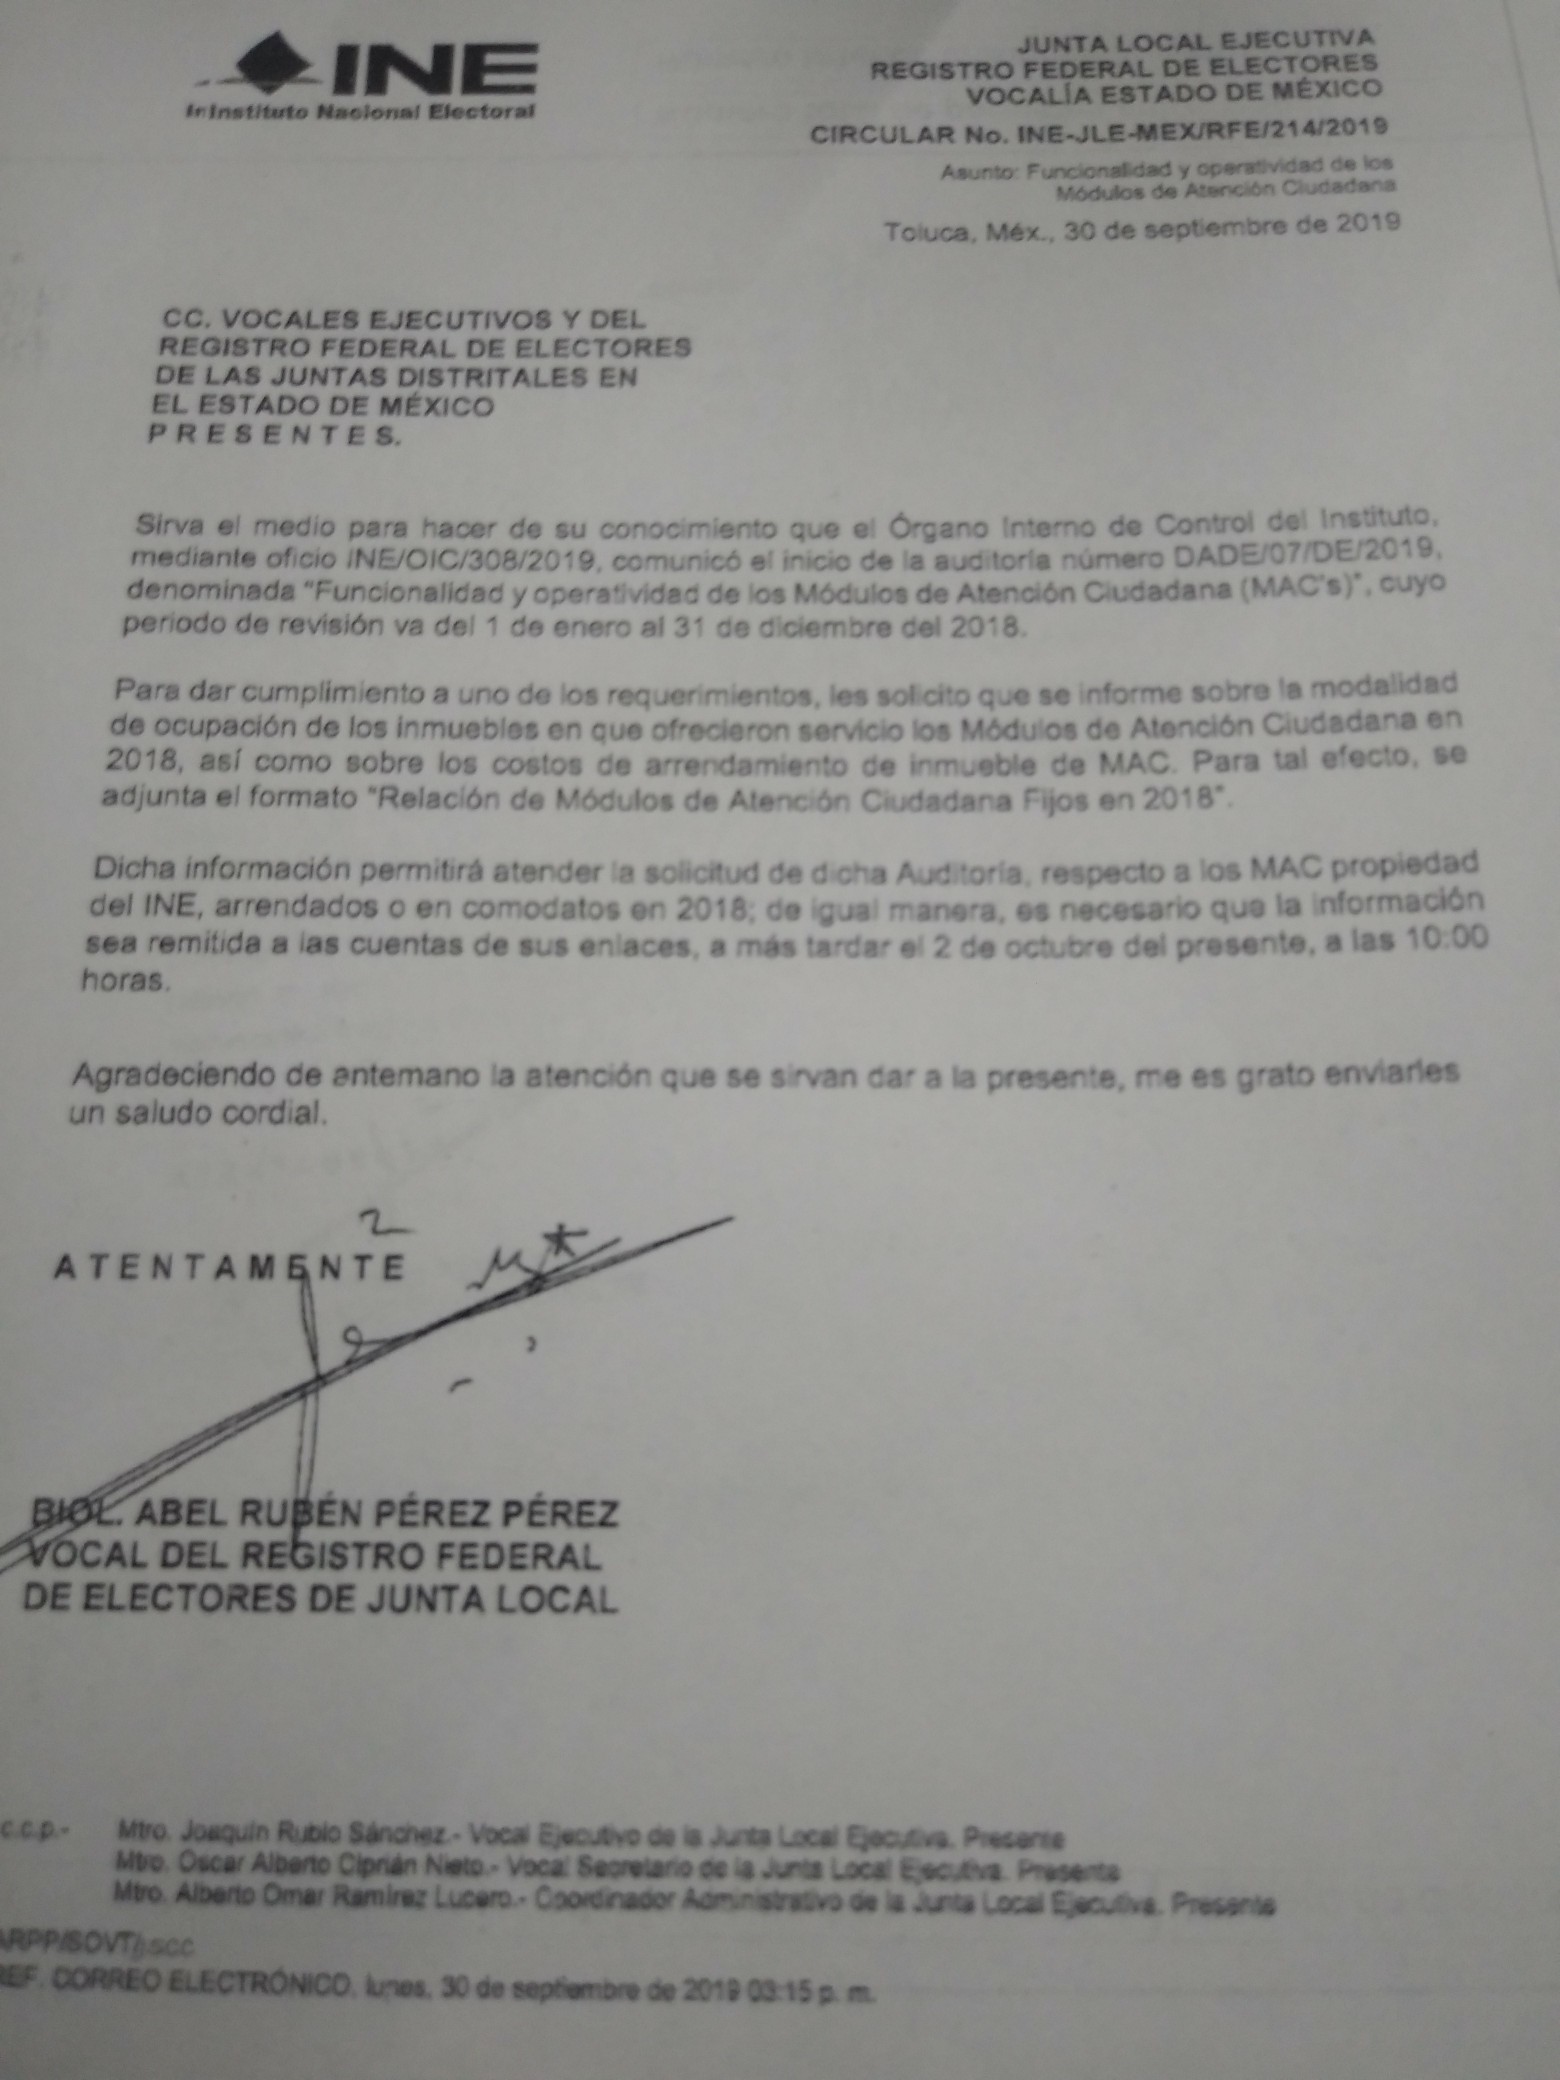 INE
Instituto Nacional Electoral
JUNTA LOCAL EJECUTIVA
REGISTRO FEDERAL DE ELECTORES
VOCALÍA ESTADO DE MÉXICO
CIRCULAR No. INE-JLE-MEX/RFE/214/2019
Asunto: Funcionalidad y operatividad de los
Módulos de Atención Ciudadana
Toluca, Méx., 30 de septiembre de 2019
CC. VOCALES EJECUTIVOS Y DEL
REGISTRO FEDERAL DE ELECTORES
DE LAS JUNTAS DISTRITALES EN
EL ESTADO DE MÉXICO
P R E S E N T E S.
Sirva el medio para hacer de su conocimiento que el Órgano Interno de Control del Instituto,
mediante oficio INE/OIC/308/2019, comunicó el inicio de la auditoría número DADE/07/DE/2019,
denominada "Funcionalidad y operatividad de los Módulos de Atención Ciudadana (MAC's)", cuyo
periodo de revisión va del 1 de enero al 31 de diciembre del 2018.
Para dar cumplimiento a uno de los requerimientos, les solicito que se informe sobre la modalidad
de ocupación de los inmuebles en que ofrecieron servicio los Módulos de Atención Ciudadana en
2018, así como sobre los costos de arrendamiento de inmueble de MAC. Para tal efecto, se
adjunta el formato "Relación de Módulos de Atención Ciudadana Fijos en 2018".
Dicha información permitirá atender la solicitud de dicha Auditoría, respecto a los MAC propiedad
del INE, arrendados o en comodatos en 2018; de igual manera, es necesario que la información
sea remitida a las cuentas de sus enlaces, a más tardar el 2 de octubre del presente, a las 10:00
horas.
Agradeciendo de antemano la atención que se sirvan dar a la presente, me es grato enviarles
un saludo cordial.
A T E N T A M E N T E
BIOL. ABEL RUBÉN PÉREZ PÉREZ
VOCAL DEL REGISTRO FEDERAL
DE ELECTORES DE JUNTA LOCAL
c.c.p.- Mtro. Joaquín Rubio Sánchez.- Vocal Ejecutivo de la Junta Local Ejecutiva. Presente
Mtro. Oscar Alberto Ciprián Nieto.- Vocal Secretario de la Junta Local Ejecutiva. Presente
Mtro. Alberto Omar Ramírez Lucero.- Coordinador Administrativo de la Junta Local Ejecutiva. Presente
ARPP/SOVT/
REF. CORREO ELECTRÓNICO, lunes, 30 de septiembre de 2019 03:15 p. m.